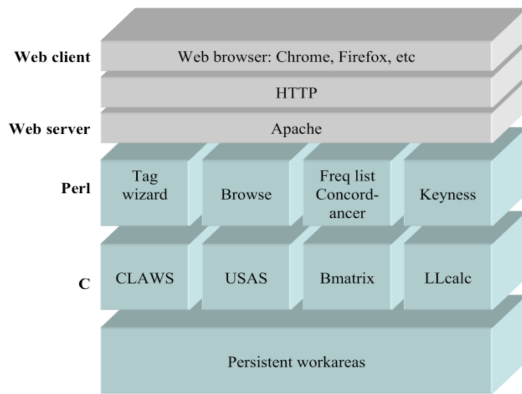 Web client
Web browser: Chrome, Firefox, etc
HTTP
Web server
Apache
Perl
Tag
wizard
Browse
Freq list
Concord-
ancer
Keyness
C
CLAWS
USAS
Bmatrix
LLcalc
Persistent workareas